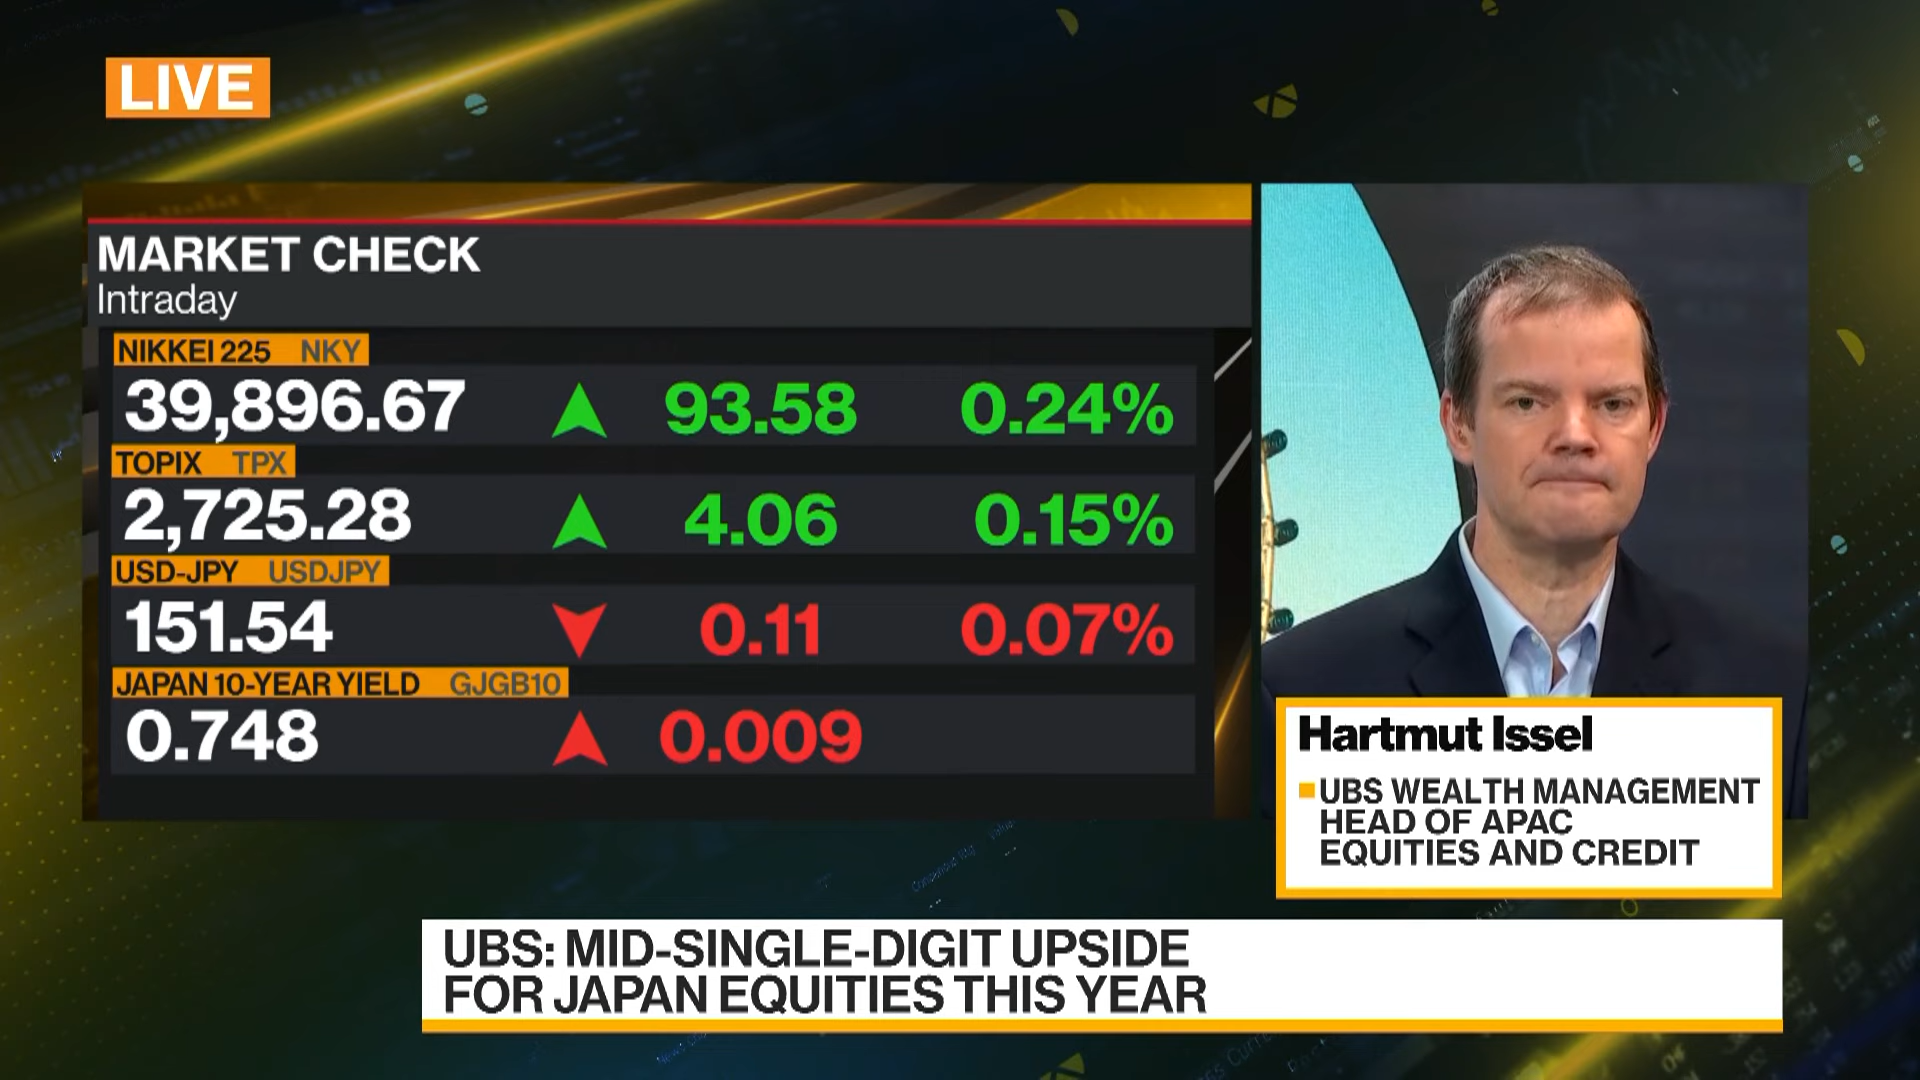 LIVE
MARKET CHECK
Intraday
NIKKEI 225 NKY
39,896.67 93.58 0.24%
TOPIX TPX
2,725.28 4.06 0.15%
USD-JPY USDJPY
151.54 0.11 0.07%
JAPAN 10-YEAR YIELD GJGB10
0.748 0.009
Hartmut Issel
UBS WEALTH MANAGEMENT
HEAD OF APAC
EQUITIES AND CREDIT
UBS: MID-SINGLE-DIGIT UPSIDE
FOR JAPAN EQUITIES THIS YEAR